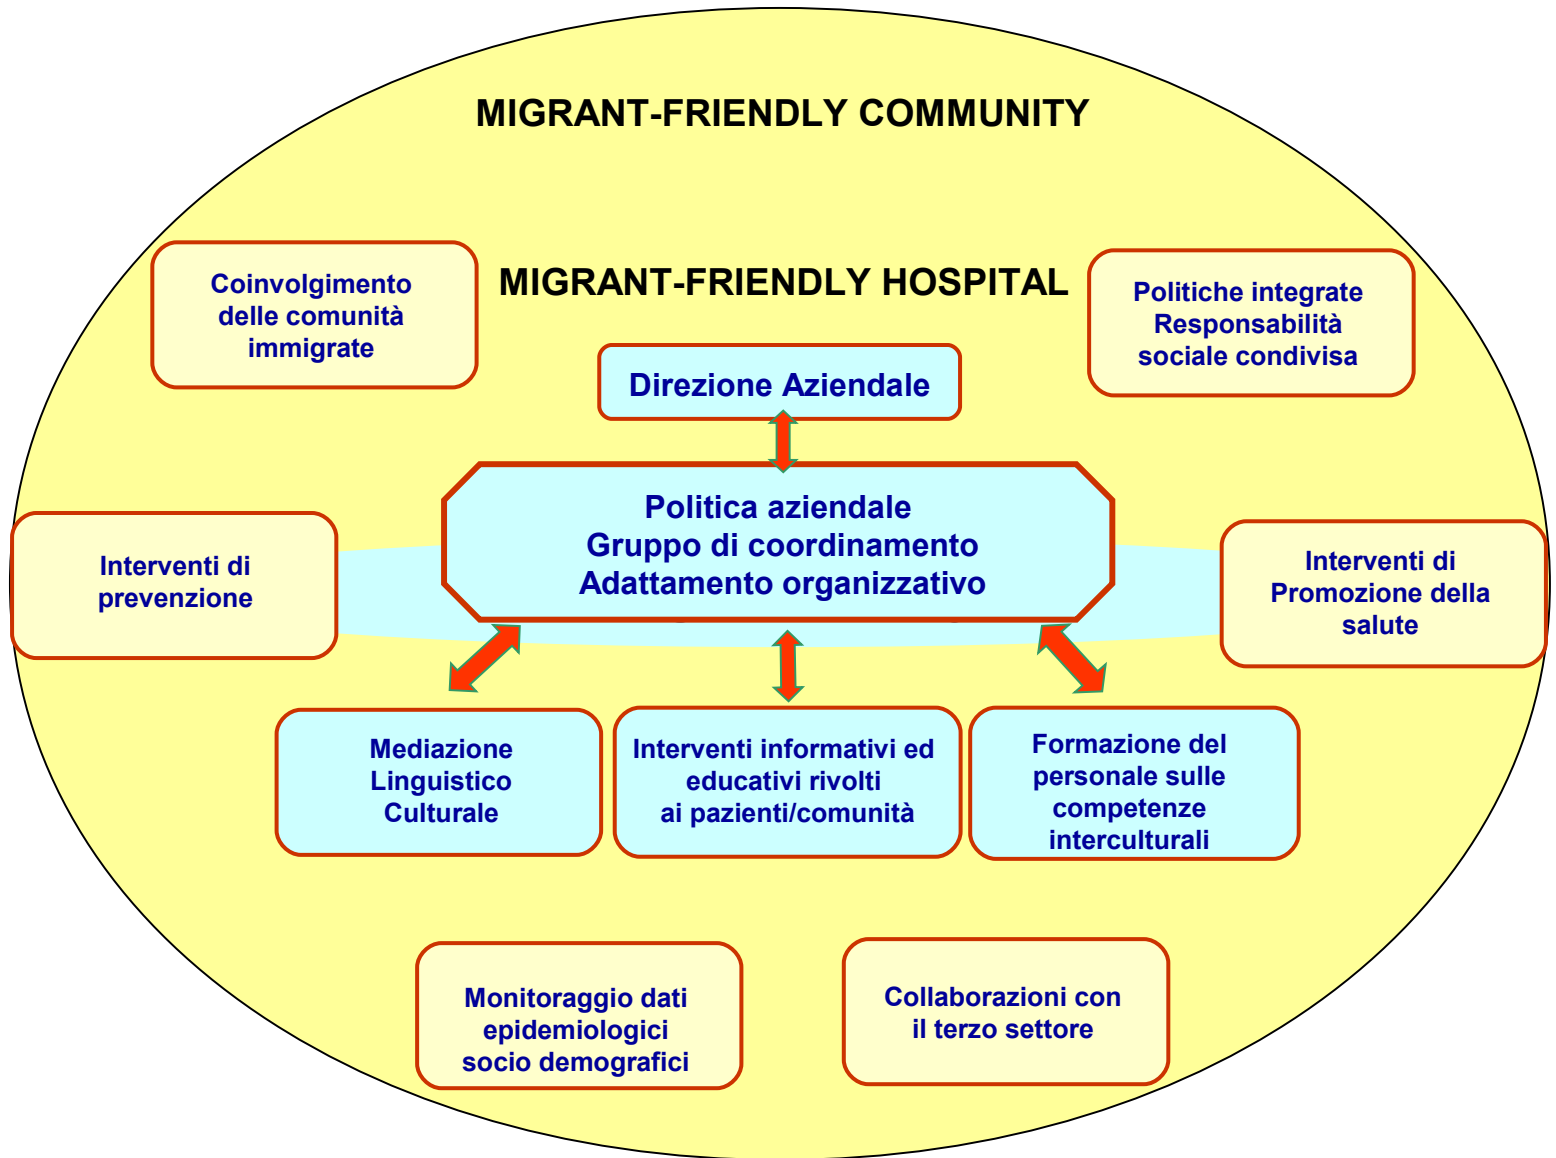 MIGRANT-FRIENDLY COMMUNITY
MIGRANT-FRIENDLY HOSPITAL
Coinvolgimento
delle comunità
immigrate
Politiche integrate
Responsabilità
sociale condivisa
Direzione Aziendale
Politica aziendale
Gruppo di coordinamento
Adattamento organizzativo
Interventi di
prevenzione
Interventi di
Promozione della
salute
Mediazione
Linguistico
Culturale
Interventi informativi ed
educativi rivolti
ai pazienti/comunità
Formazione del
personale sulle
competenze
interculturali
Monitoraggio dati
epidemiologici
socio demografici
Collaborazioni con
il terzo settore